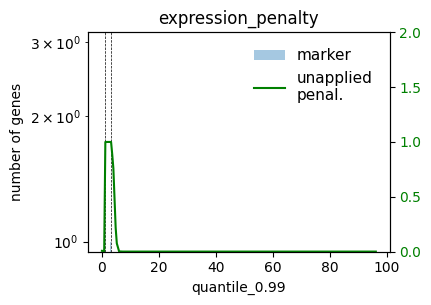 expression_penalty
marker
unapplied
penal.
number of genes
3 × 10⁰
2 × 10⁰
10⁰
2.0
1.5
1.0
0.5
0.0
0 20 40 60 80 100
quantile_0.99